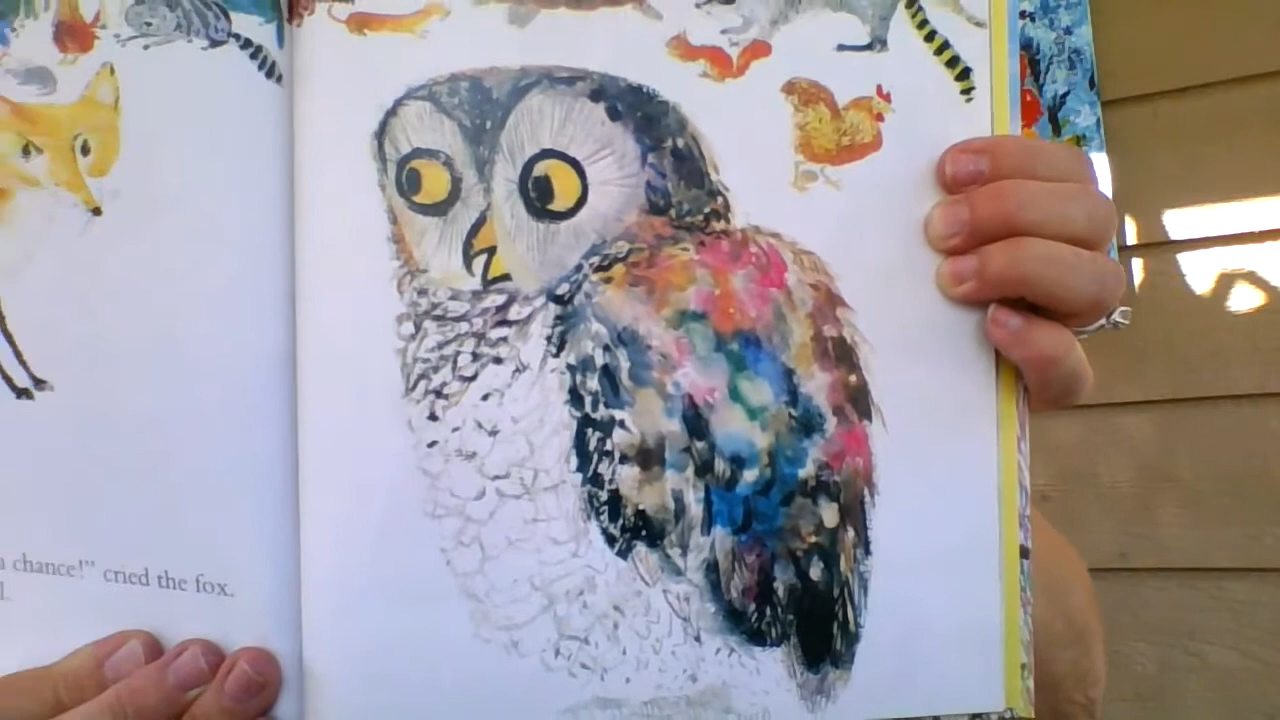 a chance!” cried the fox.
l.